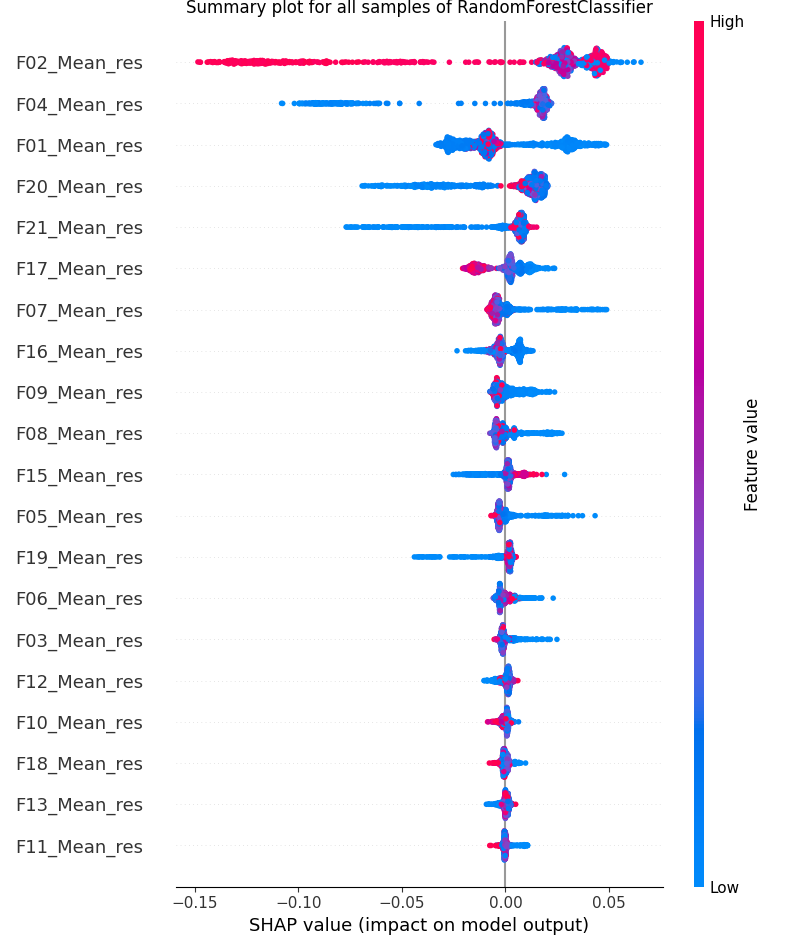 Summary plot for all samples of RandomForestClassifier
High
F02_Mean_res
F04_Mean_res
F01_Mean_res
F20_Mean_res
F21_Mean_res
F17_Mean_res
F07_Mean_res
F16_Mean_res
F09_Mean_res
F08_Mean_res
F15_Mean_res
F05_Mean_res
F19_Mean_res
F06_Mean_res
F03_Mean_res
F12_Mean_res
F10_Mean_res
F18_Mean_res
F13_Mean_res
F11_Mean_res
Feature value
Low
−0.15 −0.10 −0.05 0.00 0.05
SHAP value (impact on model output)